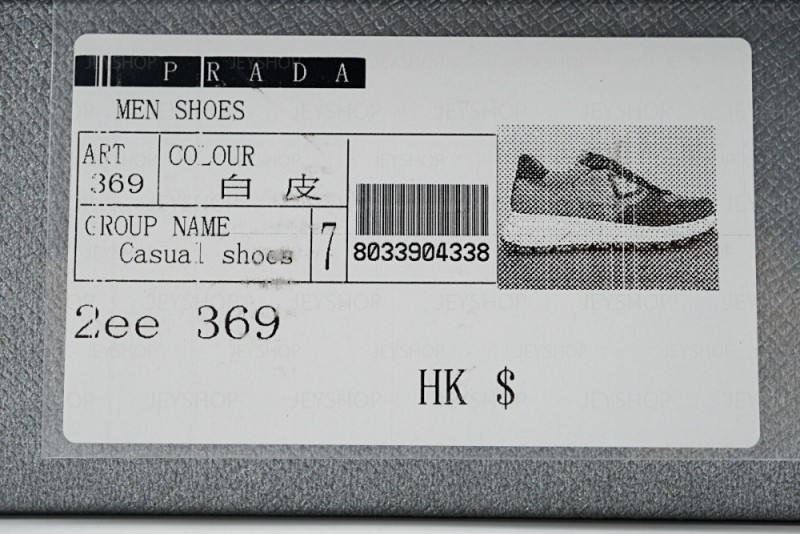 PRADA
MEN SHOES
ART
369
COLOUR
白 皮
GROUP NAME
Casual shoes
7
8033904338
2ee 369
HK $
JEYSHOP